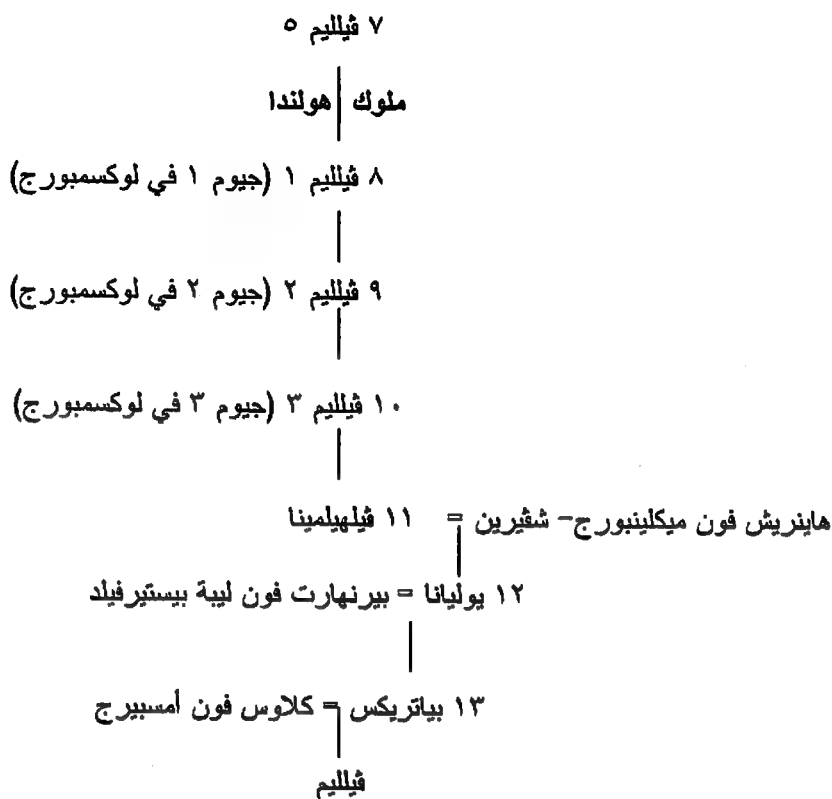 ٧ ڤيلليم ٥
ملوك هولندا
٨ ڤيلليم ١ (جيوم ١ في لوكسمبورج)
٩ ڤيلليم ٢ (جيوم ٢ في لوكسمبورج)
١٠ ڤيلليم ٣ (جيوم ٣ في لوكسمبورج)
هاينريش فون ميكلينبورج- شڤيرين = ١١ ڤيلهيلمينا
١٢ يوليانا = بيرنهارت فون ليبة بيستيرفيلد
١٣ بياتريكس = كلاوس فون أمسبيرج
ڤيلليم